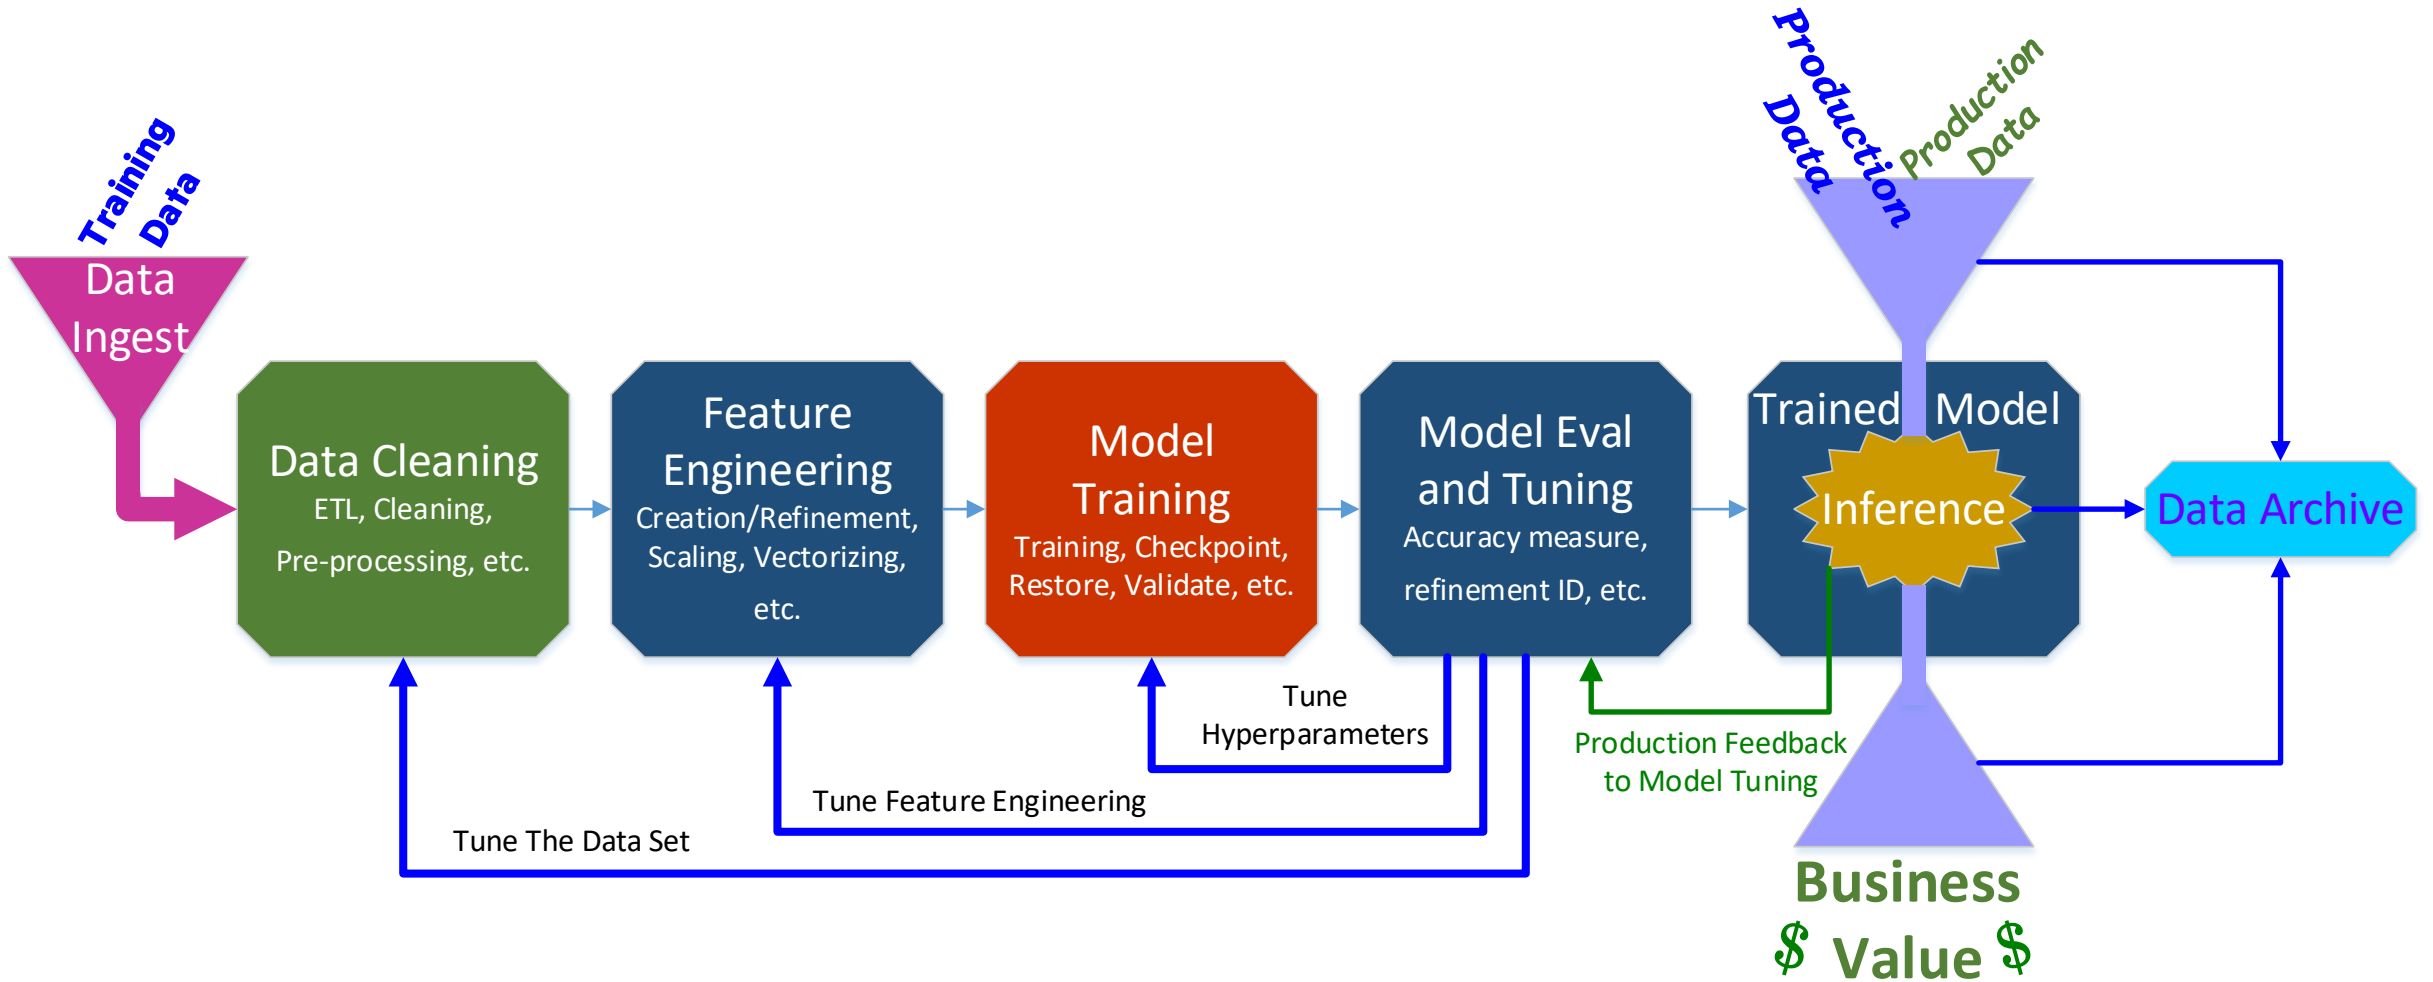 Training
Data
Data
Ingest
Data Cleaning
ETL, Cleaning,
Pre-processing, etc.
Feature
Engineering
Creation/Refinement,
Scaling, Vectorizing,
etc.
Model
Training
Training, Checkpoint,
Restore, Validate, etc.
Model Eval
and Tuning
Accuracy measure,
refinement ID, etc.
Production
Data
Production
Data
Trained Model
Inference
Data Archive
Tune
Hyperparameters
Tune Feature Engineering
Tune The Data Set
Production Feedback
to Model Tuning
Business
$ Value $